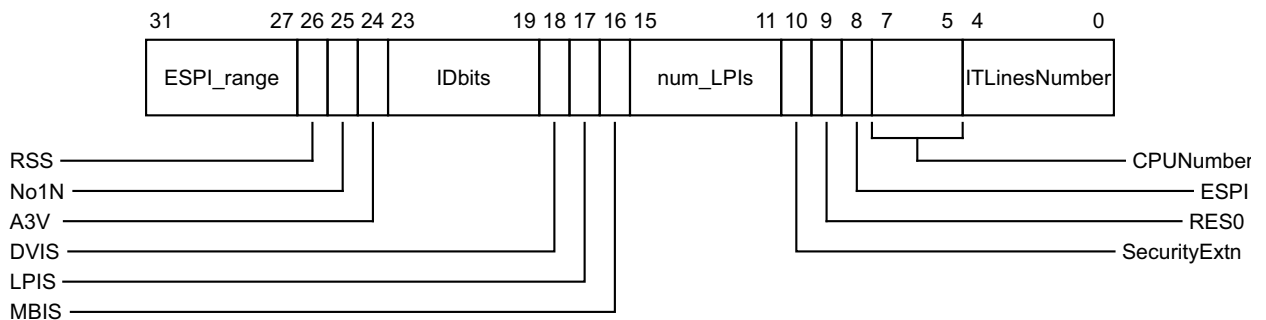 31 27 26 25 24 23 19 18 17 16 15 11 10 9 8 7 5 4 0
ESPI_range IDbits num_LPIs ITLinesNumber
RSS CPUNumber
No1N ESPI
A3V RES0
DVIS SecurityExtn
LPIS
MBIS